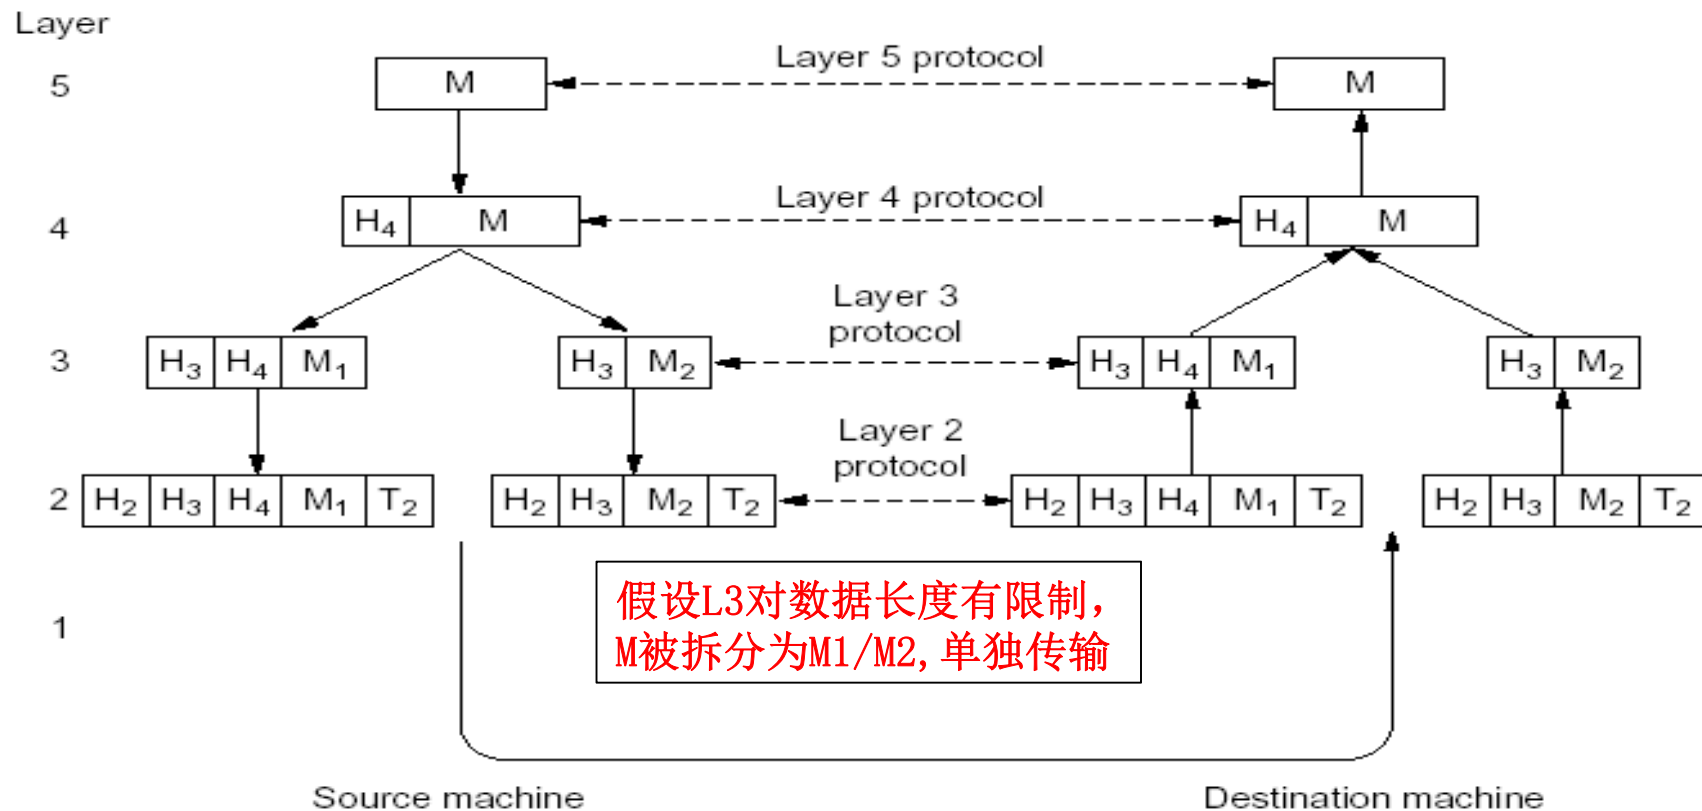 Layer
5 M Layer 5 protocol M
4 H4 M Layer 4 protocol H4 M
Layer 3
protocol
3 H3 H4 M1 H3 M2 H3 H4 M1 H3 M2
Layer 2
protocol
2 H2 H3 H4 M1 T2 H2 H3 M2 T2 H2 H3 H4 M1 T2 H2 H3 M2 T2
假设L3对数据长度有限制，
M被拆分为M1/M2,单独传输
1
Source machine Destination machine